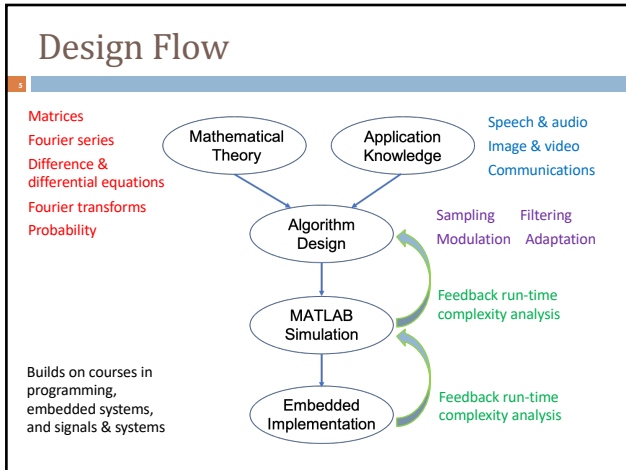 Design Flow
5
Matrices
Fourier series
Difference &
differential equations
Fourier transforms
Probability
Mathematical
Theory
Application
Knowledge
Speech & audio
Image & video
Communications
Algorithm
Design
Sampling Filtering
Modulation Adaptation
MATLAB
Simulation
Feedback run-time
complexity analysis
Builds on courses in
programming,
embedded systems,
and signals & systems
Embedded
Implementation
Feedback run-time
complexity analysis